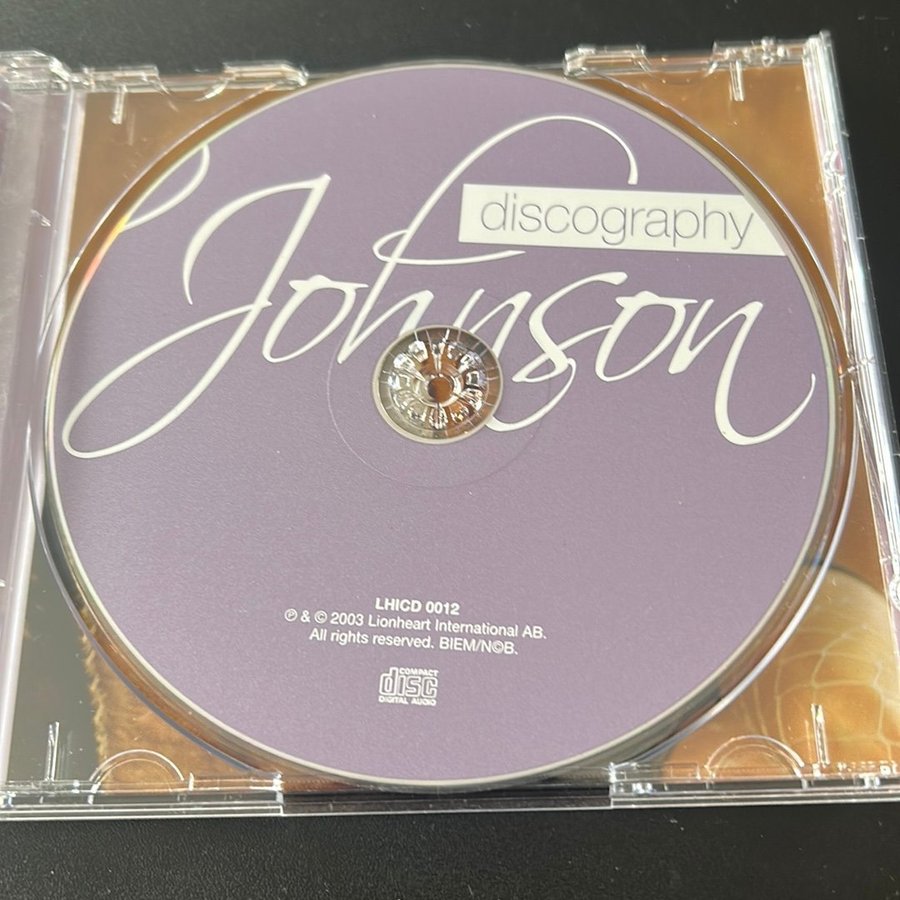 discography
Johnson
LHICD 0012
℗ & © 2003 Lionheart International AB.
All rights reserved. BIEM/N©B.
COMPACT
disc
DIGITAL AUDIO